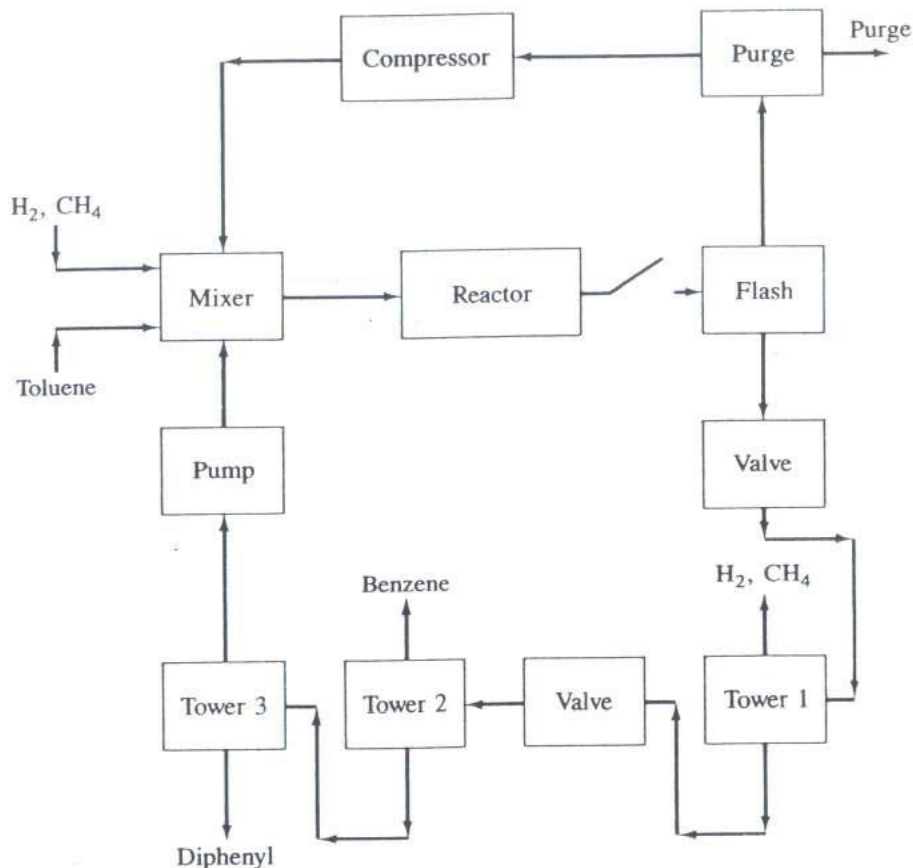 Purge
Compressor
Purge
H₂, CH₄
Mixer
Reactor
Flash
Toluene
Pump
Valve
Benzene
H₂, CH₄
Tower 3
Tower 2
Valve
Tower 1
Diphenyl